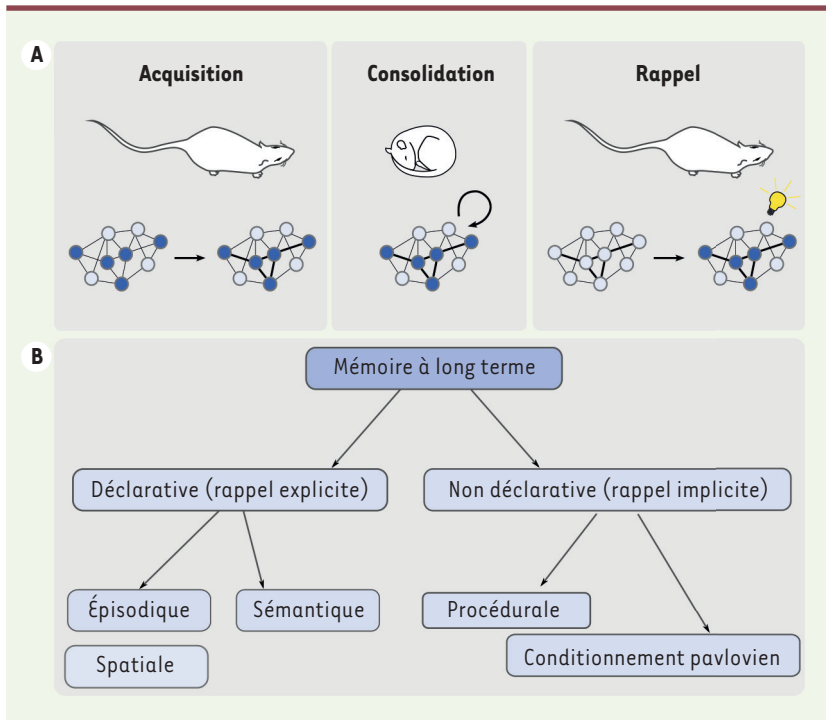 A
Acquisition
Consolidation
Rappel
B
Mémoire à long terme
Déclarative (rappel explicite)
Non déclarative (rappel implicite)
Épisodique
Sémantique
Procédurale
Spatiale
Conditionnement pavlovien